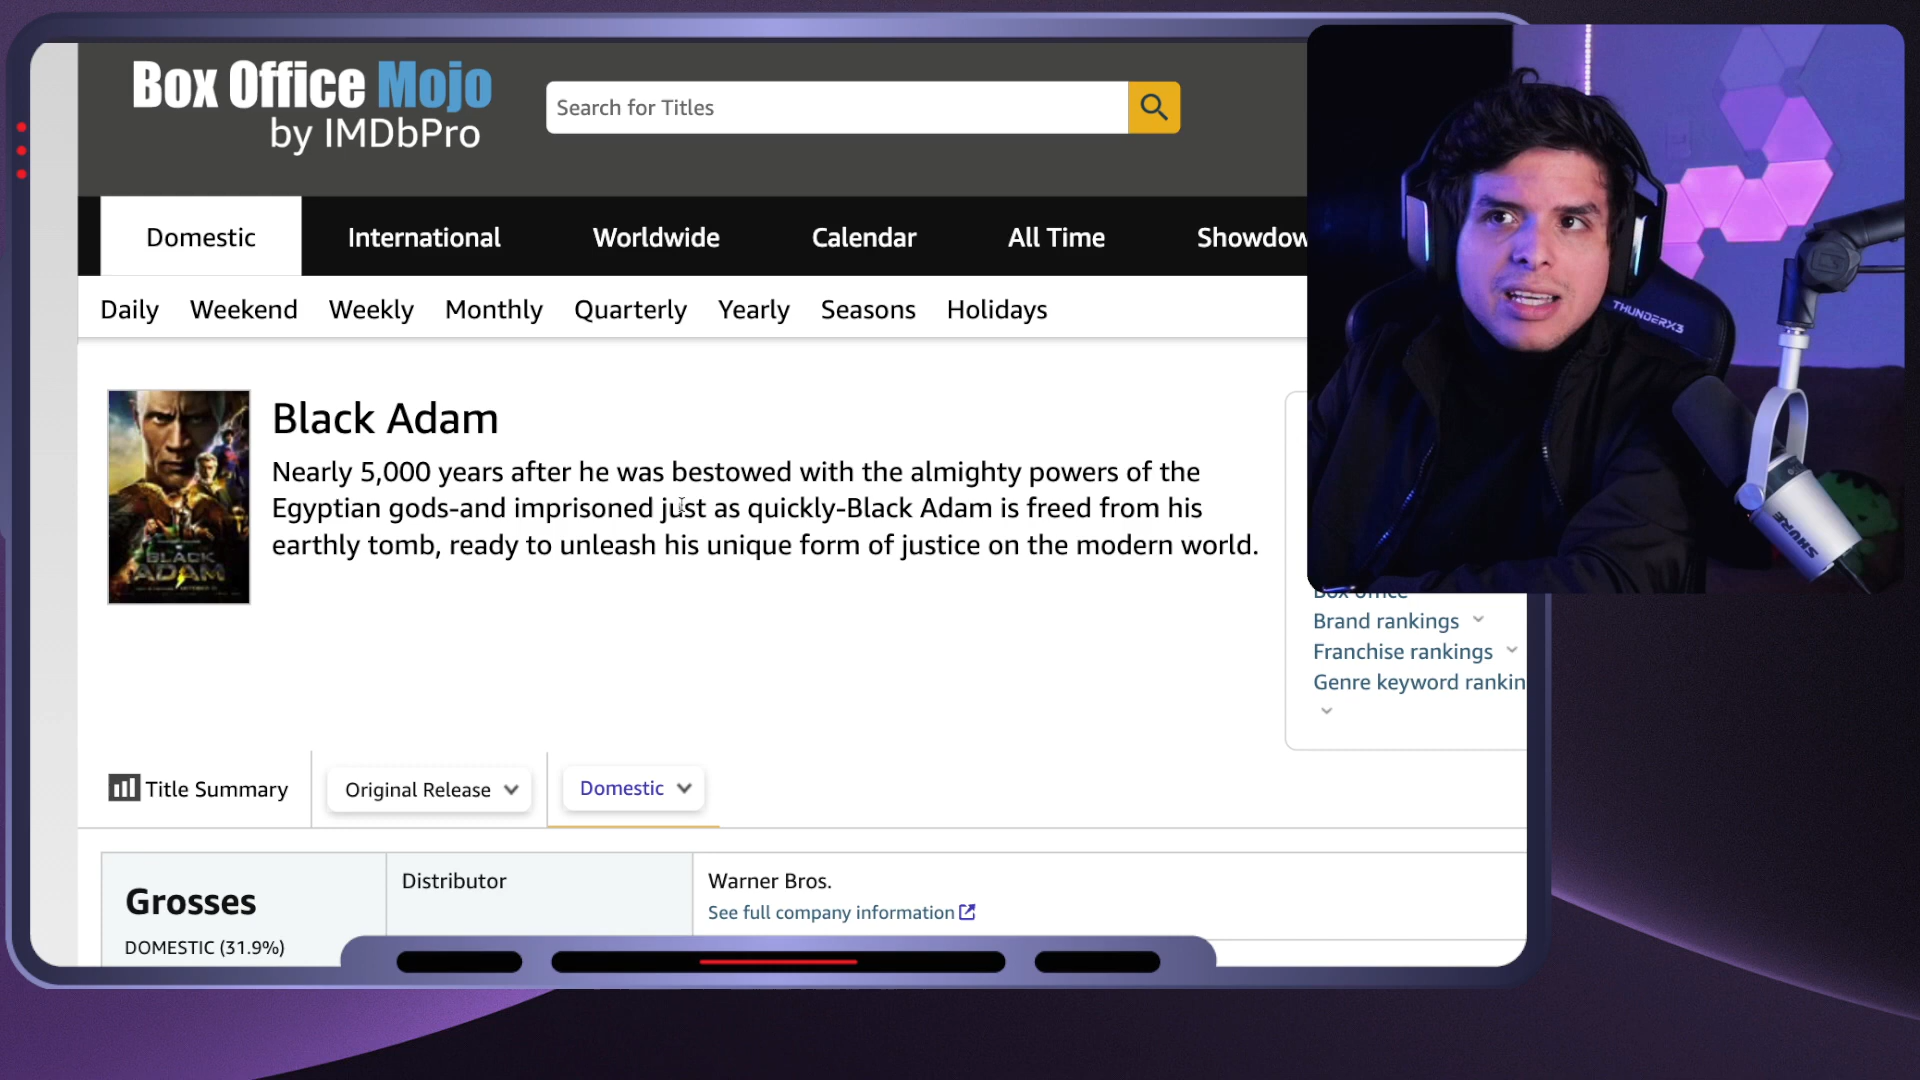 Box Office Mojo
by IMDbPro
Search for Titles
Domestic International Worldwide Calendar All Time Showdow
Daily Weekend Weekly Monthly Quarterly Yearly Seasons Holidays
THUNDERX3
SHURE
BLACK
ADAM
Black Adam
Nearly 5,000 years after he was bestowed with the almighty powers of the
Egyptian gods-and imprisoned just as quickly-Black Adam is freed from his
earthly tomb, ready to unleash his unique form of justice on the modern world.
Box office
Brand rankings
Franchise rankings
Genre keyword rankin
Title Summary
Original Release
Domestic
Grosses
DOMESTIC (31.9%)
Distributor
Warner Bros.
See full company information